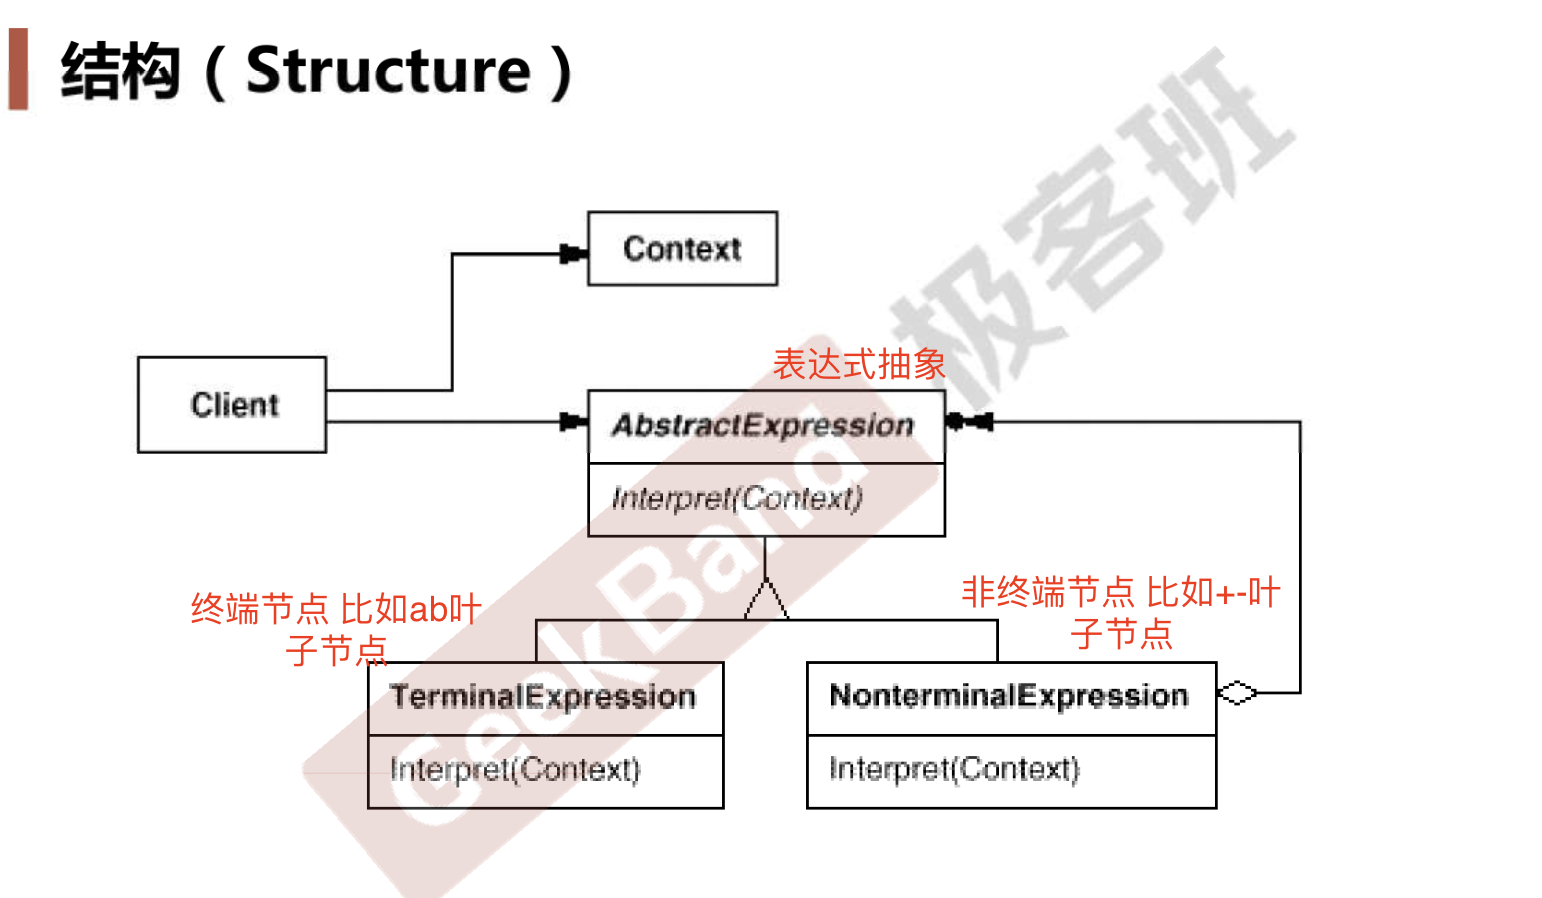 结构（Structure）
极客班
Context
表达式抽象
Client
AbstractExpression
Interpret(Context)
GeekBand
终端节点 比如ab叶
子节点
非终端节点 比如+-叶
子节点
TerminalExpression
NonterminalExpression
Interpret(Context)
Interpret(Context)